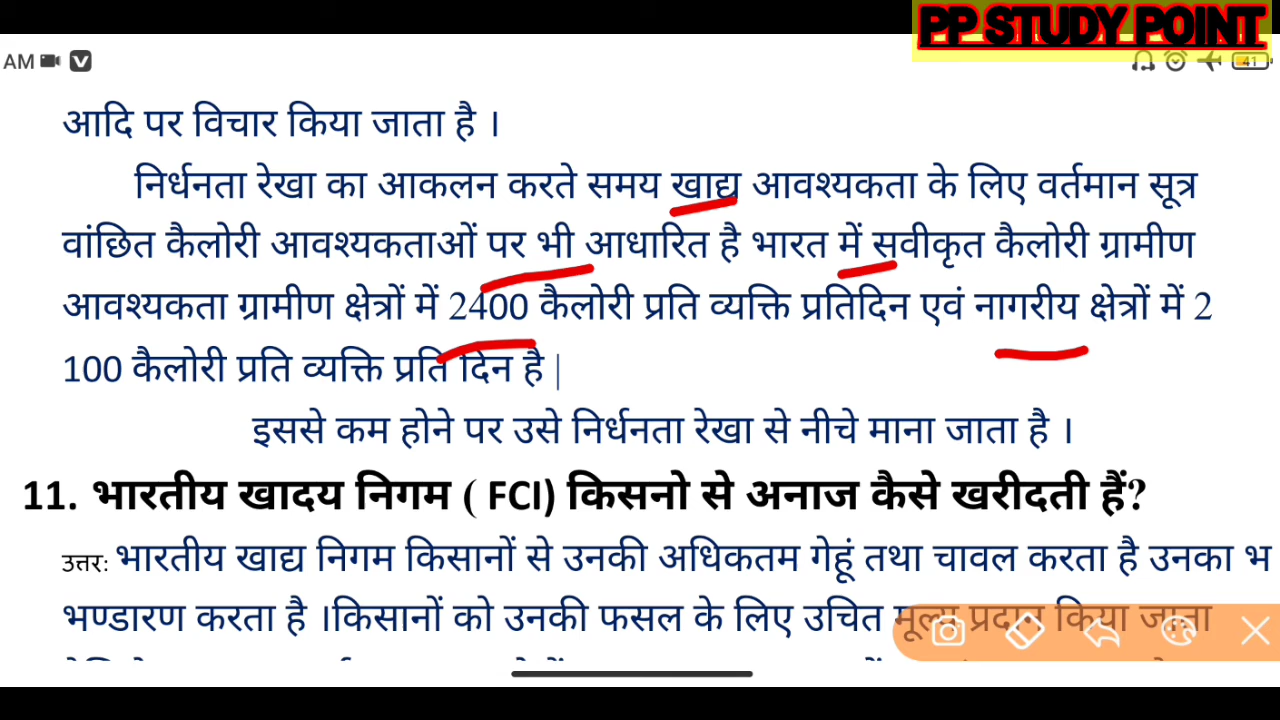 PP STUDY POINT
AM
41
आदि पर विचार किया जाता है ।
निर्धनता रेखा का आकलन करते समय खाद्य आवश्यकता के लिए वर्तमान सूत्र
वांछित कैलोरी आवश्यकताओं पर भी आधारित है भारत में सवीकृत कैलोरी ग्रामीण
आवश्यकता ग्रामीण क्षेत्रों में 2400 कैलोरी प्रति व्यक्ति प्रतिदिन एवं नागरीय क्षेत्रों में 2
100 कैलोरी प्रति व्यक्ति प्रति दिन है |
इससे कम होने पर उसे निर्धनता रेखा से नीचे माना जाता है ।
11. भारतीय खादय निगम ( FCI) किसनो से अनाज कैसे खरीदती हैं?
उत्तर: भारतीय खाद्य निगम किसानों से उनकी अधिकतम गेहूं तथा चावल करता है उनका भ
भण्डारण करता है ।किसानों को उनकी फसल के लिए उचित मूल्य प्रदान किया जाता